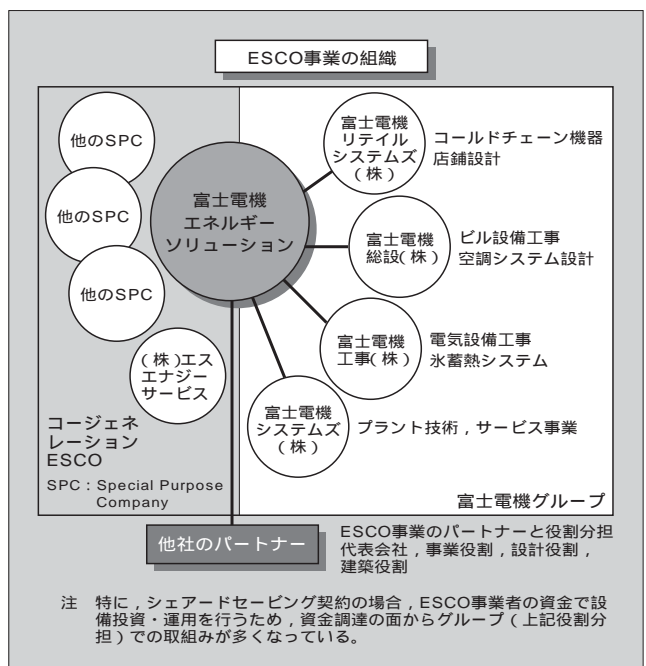 ESCO事業の組織
他のSPC
他のSPC
他のSPC
(株)エス
エナジー
サービス
コージェネ
レーション
ESCO
SPC：Special Purpose
Company
富士電機
エネルギー
ソリューション
富士電機
リテイル
システムズ
(株)
コールドチェーン機器
店舗設計
富士電機
総設(株)
ビル設備工事
空調システム設計
富士電機
工事(株)
電気設備工事
氷蓄熱システム
富士電機
システムズ
(株)
プラント技術，サービス事業
富士電機グループ
他社のパートナー
ESCO事業のパートナーと役割分担
代表会社，事業役割，設計役割，
建築役割
注 特に，シェアードセービング契約の場合，ESCO事業者の資金で設
備投資・運用を行うため，資金調達の面からグループ（上記役割分
担）での取組みが多くなっている。